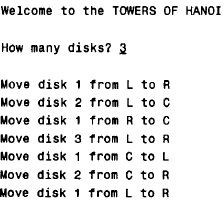 Welcome to the TOWERS OF HANOI
How many disks? 3
Move disk 1 from L to R
Move disk 2 from L to C
Move disk 1 from R to C
Move disk 3 from L to R
Move disk 1 from C to L
Move disk 2 from C to R
Move disk 1 from L to R